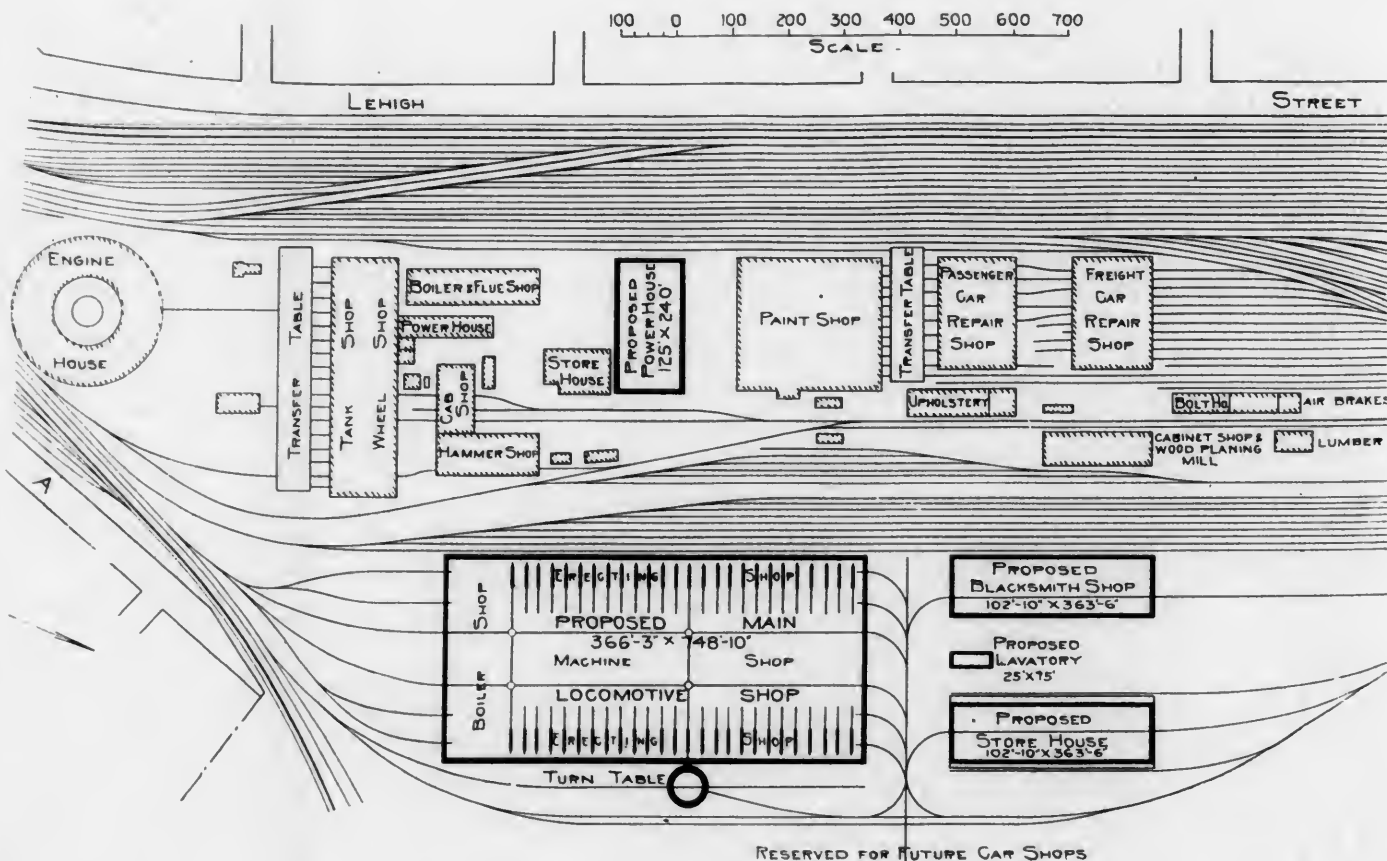 100 0 100 200 300 400 500 600 700
SCALE
LEHIGH STREET
ENGINE
HOUSE
TRANSFER TABLE
TANK SHOP
WHEEL SHOP
BOILER & FLUE SHOP
POWER HOUSE
CAB
SHOP
HAMMER SHOP
STORE
HOUSE
PROPOSED
POWER HOUSE
125' X 240'
PAINT SHOP
TRANSFER TABLE
PASSENGER
CAR
REPAIR
SHOP
FREIGHT
CAR
REPAIR
SHOP
UPHOLSTERY
BOLT HO.
AIR BRAKES
CABINET SHOP &
WOOD PLANING
MILL
LUMBER
A
BOILER SHOP
ERECTING SHOP
PROPOSED MAIN
366'-3" X 748'-10"
MACHINE SHOP
LOCOMOTIVE SHOP
ERECTING SHOP
TURN TABLE
PROPOSED
BLACKSMITH SHOP
102'-10" X 363'-6"
PROPOSED
LAVATORY
25' X 75'
PROPOSED
STORE HOUSE
102'-10" X 363'-6"
RESERVED FOR FUTURE CAR SHOPS